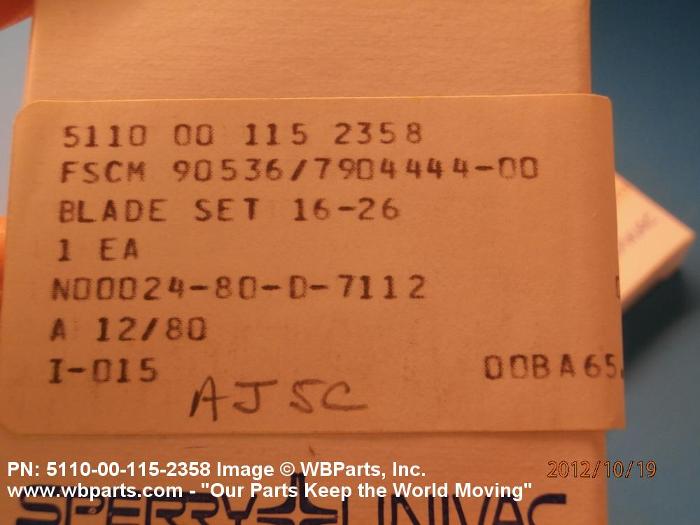 5110 00 115 2358
FSCM 90536/7904444-00
BLADE SET 16-26
1 EA
N00024-80-D-7112
A 12/80
I-015
00BA65
AJSC
PN: 5110-00-115-2358 Image © WBParts, Inc.
2012/10/19
www.wbparts.com - "Our Parts Keep the World Moving"
SPERRY UNIVAC